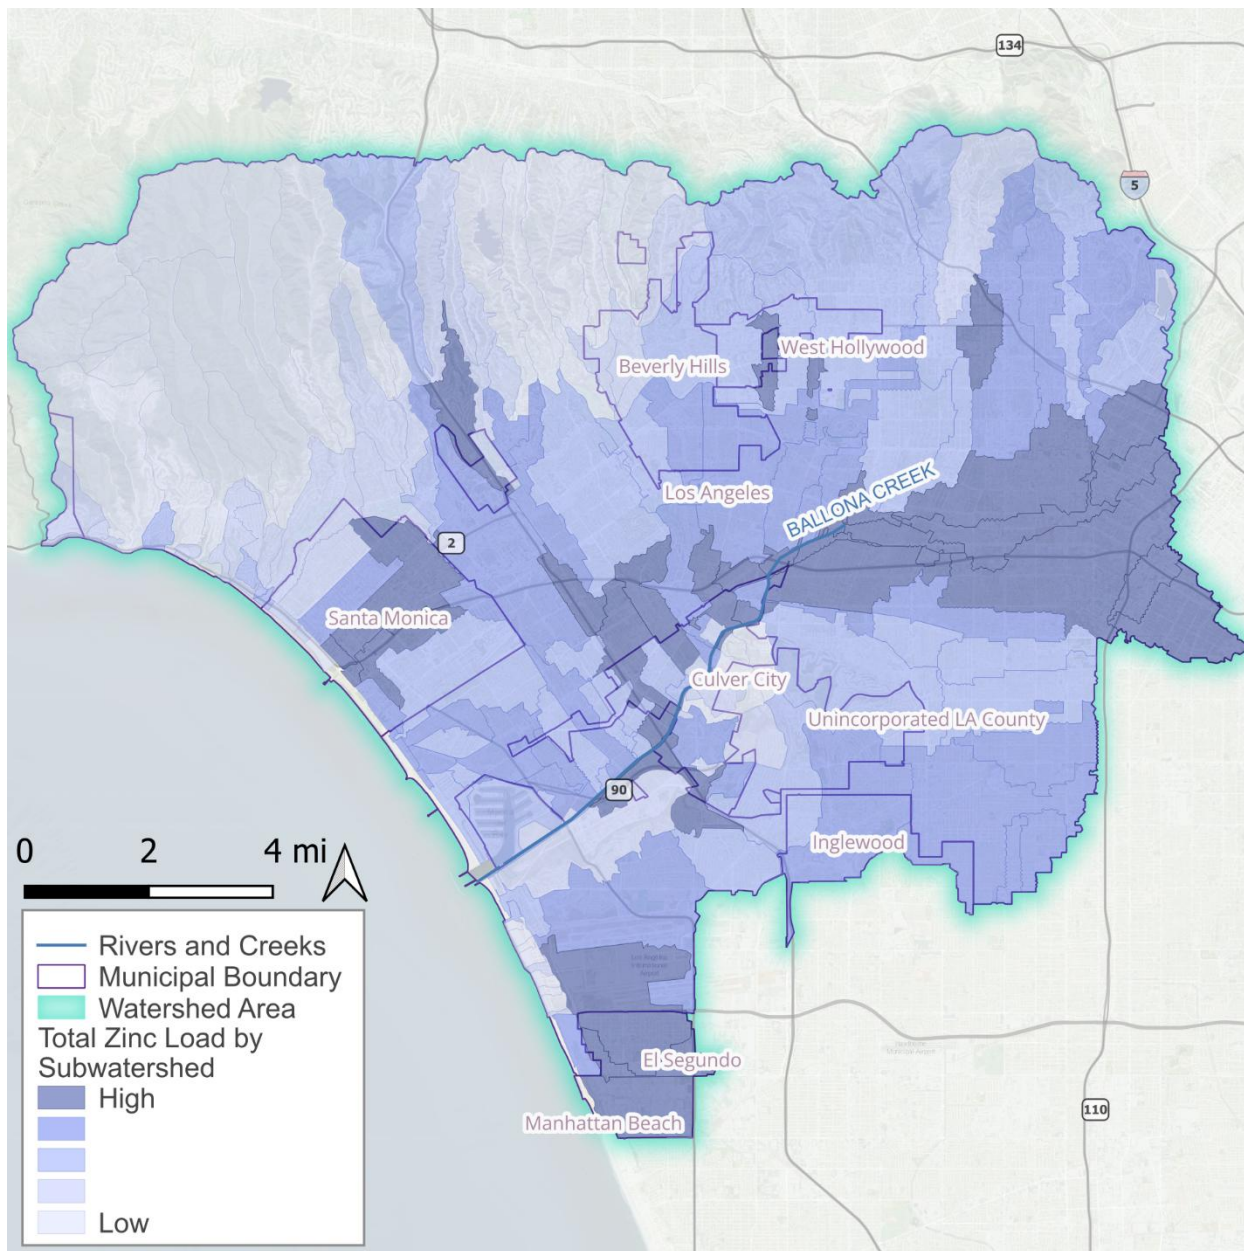 134
5
West Hollywood
Beverly Hills
Los Angeles
BALLONA CREEK
2
Santa Monica
Culver City
Unincorporated LA County
90
Inglewood
0 2 4 mi
Rivers and Creeks
Municipal Boundary
Watershed Area
Total Zinc Load by
Subwatershed
High
Low
El Segundo
Manhattan Beach
110